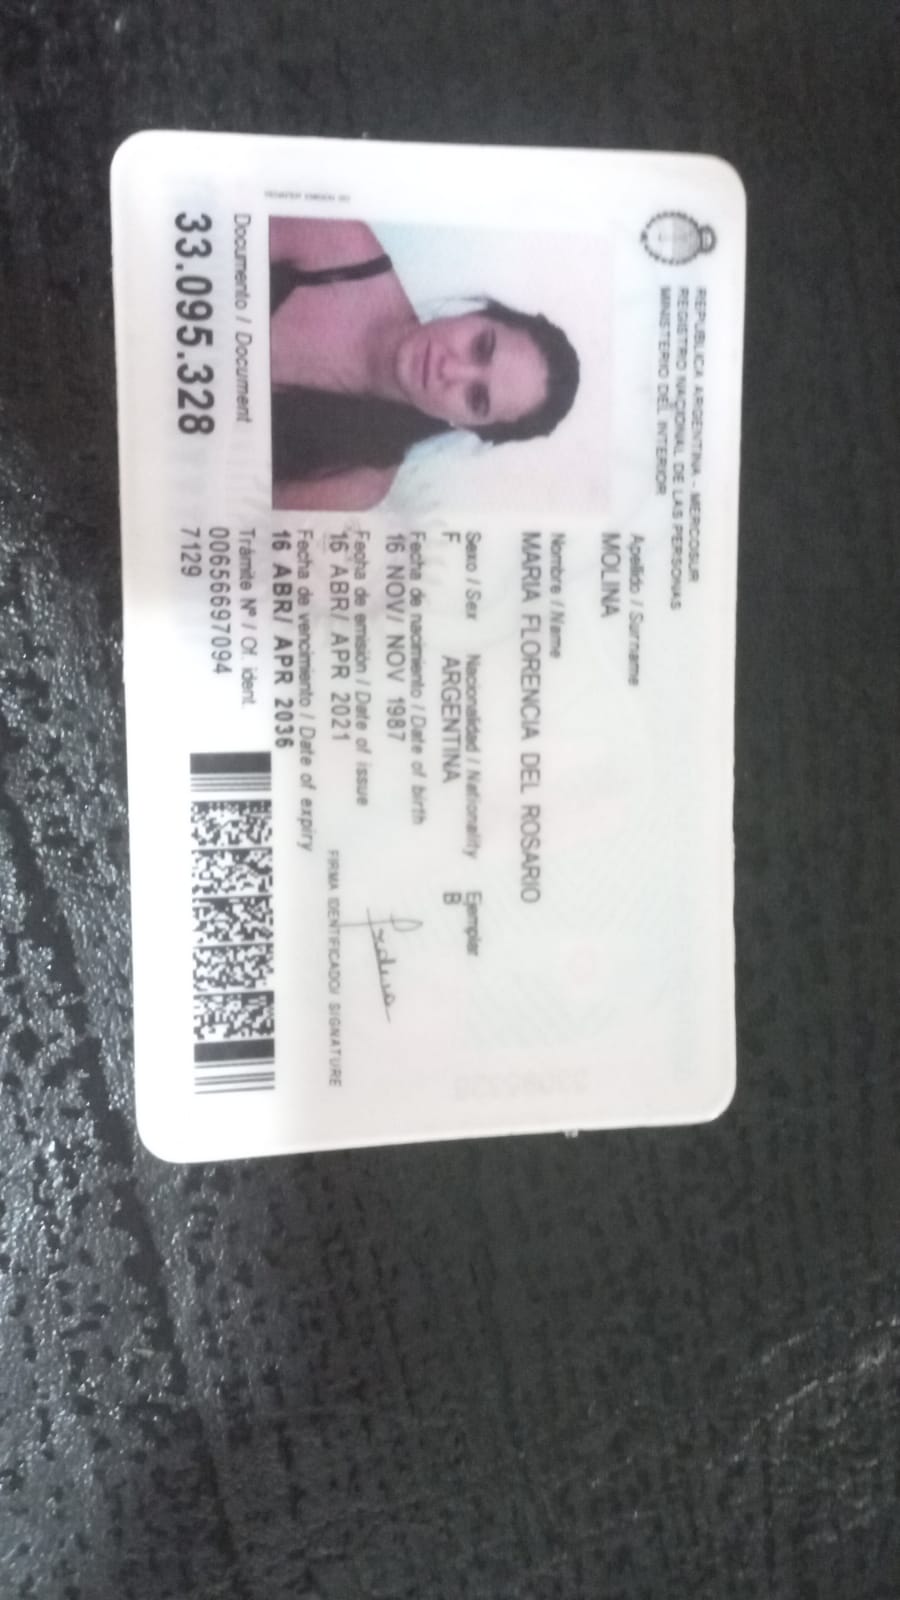 REPUBLICA ARGENTINA - MERCOSUR
REGISTRO NACIONAL DE LAS PERSONAS
MINISTERIO DEL INTERIOR
Apellido / Surname
MOLINA
Nombre / Name
MARIA FLORENCIA DEL ROSARIO
Sexo / Sex Nacionalidad / Nationality Ejemplar
F ARGENTINA B
Fecha de nacimiento / Date of birth
16 NOV/ NOV 1987
Fecha de emisión / Date of issue
16 ABR/ APR 2021
Fecha de vencimiento / Date of expiry
16 ABR/ APR 2036
FIRMA IDENTIFICADO/ SIGNATURE
Documento / Document
33.095.328
Trámite Nº / Of. ident.
00656697094
7129